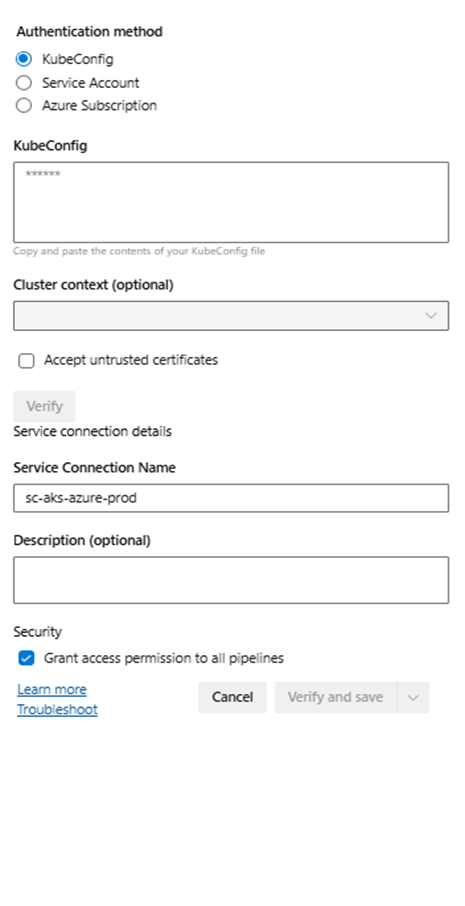 Authentication method
KubeConfig
Service Account
Azure Subscription
KubeConfig
******
Copy and paste the contents of your KubeConfig file
Cluster context (optional)
Accept untrusted certificates
Verify
Service connection details
Service Connection Name
sc-aks-azure-prod
Description (optional)
Security
Grant access permission to all pipelines
Learn more
Cancel
Verify and save
Troubleshoot